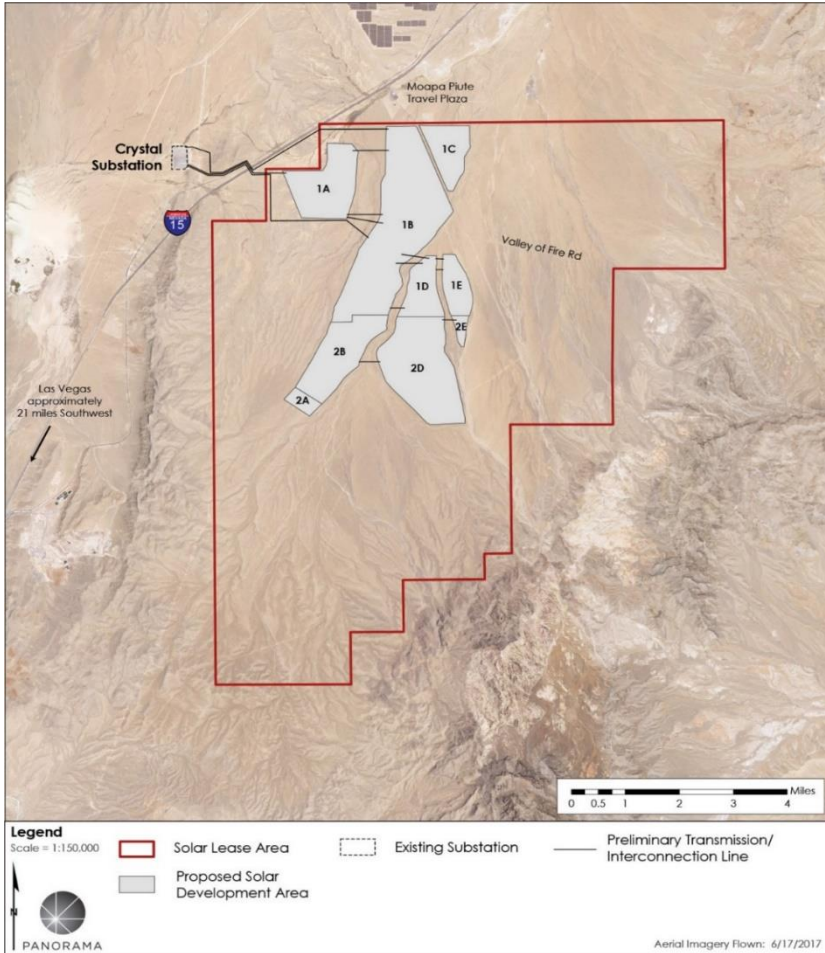 Moapa Piute
Travel Plaza
Crystal
Substation
1C
1A
15
1B
Valley of Fire Rd
1D
1E
2E
2B
2D
2A
Las Vegas
approximately
21 miles Southwest
Miles
0 0.5 1 2 3 4
Legend
Scale = 1:150,000
Solar Lease Area
Existing Substation
Preliminary Transmission/
Interconnection Line
Proposed Solar
Development Area
N
PANORAMA
Aerial Imagery Flown: 6/17/2017